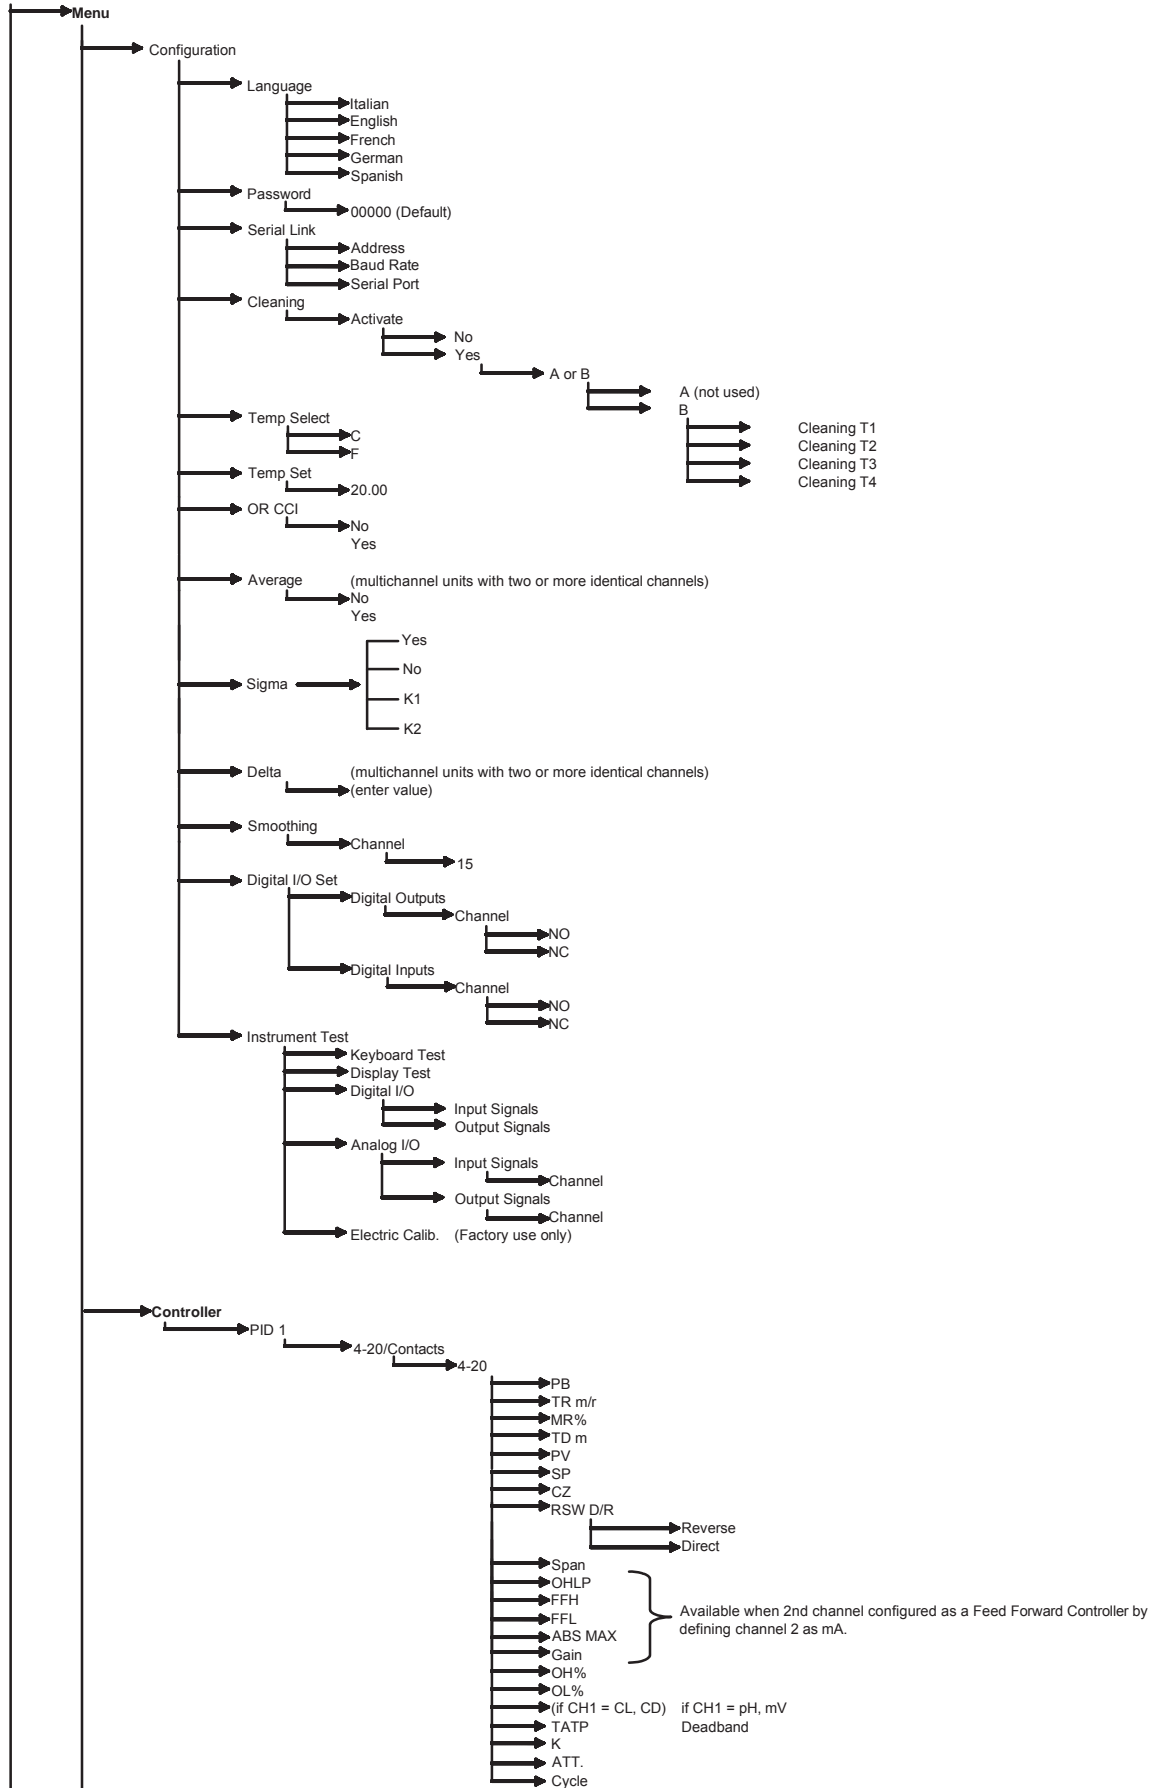 Menu
Configuration
Language
Italian
English
French
German
Spanish
Password
00000 (Default)
Serial Link
Address
Baud Rate
Serial Port
Cleaning
Activate
No
Yes
A or B
A (not used)
B
Cleaning T1
Cleaning T2
Cleaning T3
Cleaning T4
Temp Select
C
F
Temp Set
20.00
OR CCI
No
Yes
Average (multichannel units with two or more identical channels)
No
Yes
Sigma
Yes
No
K1
K2
Delta (multichannel units with two or more identical channels)
(enter value)
Smoothing
Channel
15
Digital I/O Set
Digital Outputs
Channel
NO
NC
Digital Inputs
Channel
NO
NC
Instrument Test
Keyboard Test
Display Test
Digital I/O
Input Signals
Output Signals
Analog I/O
Input Signals
Channel
Output Signals
Channel
Electric Calib. (Factory use only)
Controller
PID 1
4-20/Contacts
4-20
PB
TR m/r
MR%
TD m
PV
SP
CZ
RSW D/R
Reverse
Direct
Span
OHLP
FFH
FFL
ABS MAX
Gain
Available when 2nd channel configured as a Feed Forward Controller by
defining channel 2 as mA.
OH%
OL%
(if CH1 = CL, CD) if CH1 = pH, mV
TATP Deadband
K
ATT.
Cycle